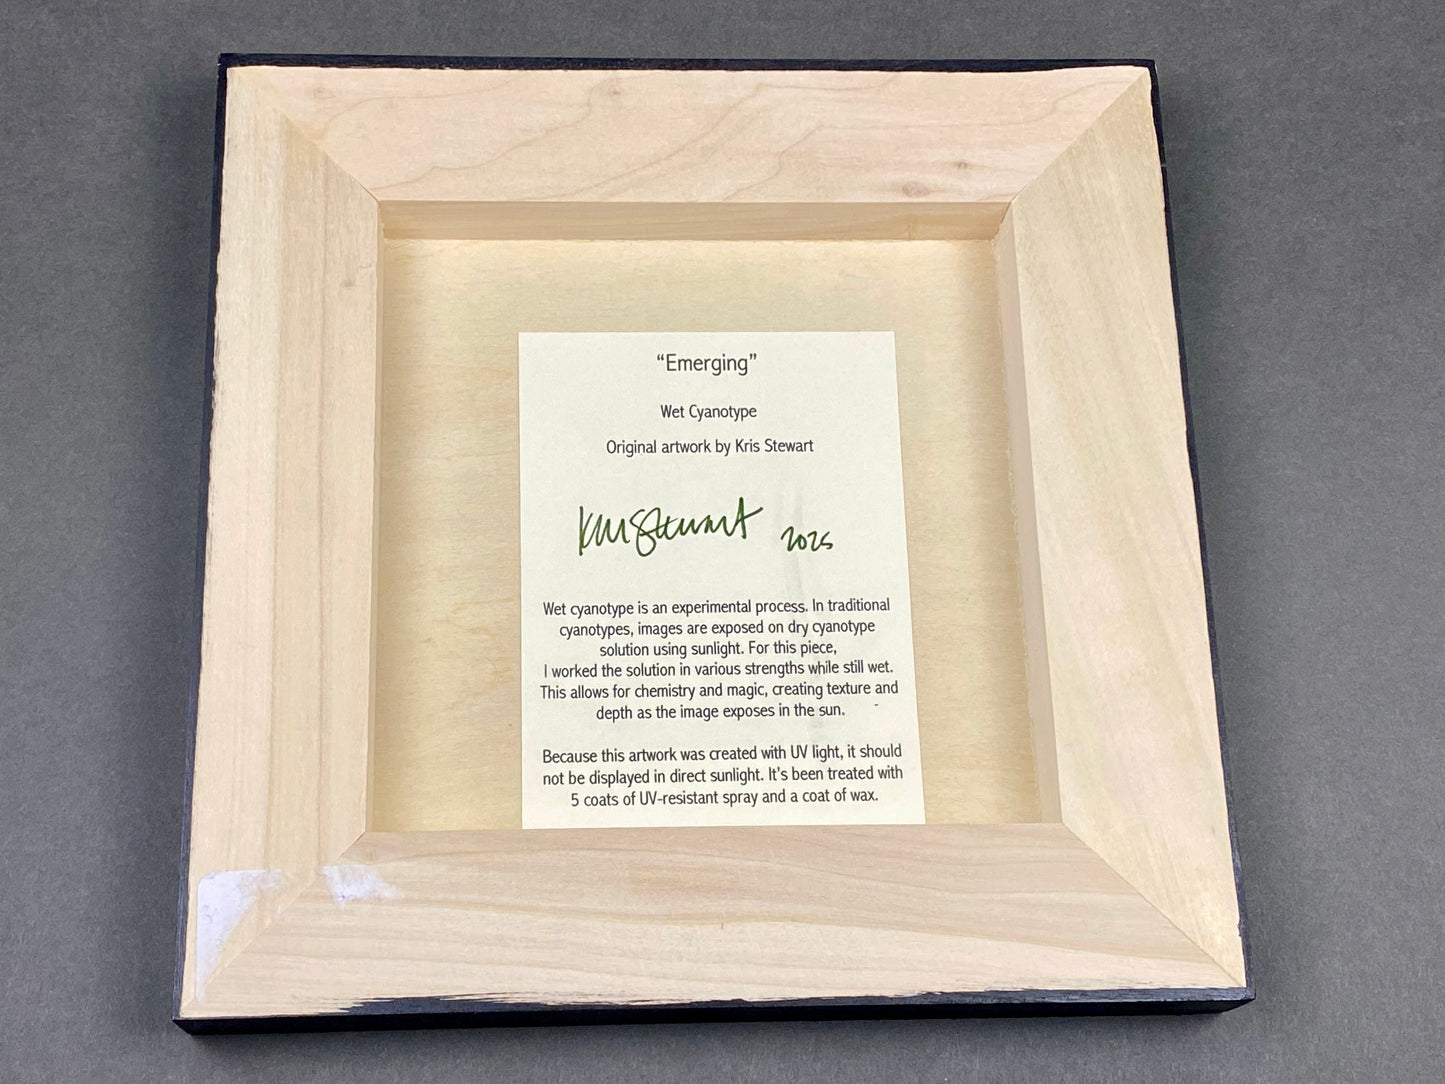 “Emerging”
Wet Cyanotype
Original artwork by Kris Stewart
Kris Stewart 2025
Wet cyanotype is an experimental process. In traditional
cyanotypes, images are exposed on dry cyanotype
solution using sunlight. For this piece,
I worked the solution in various strengths while still wet.
This allows for chemistry and magic, creating texture and
depth as the image exposes in the sun.
Because this artwork was created with UV light, it should
not be displayed in direct sunlight. It's been treated with
5 coats of UV-resistant spray and a coat of wax.